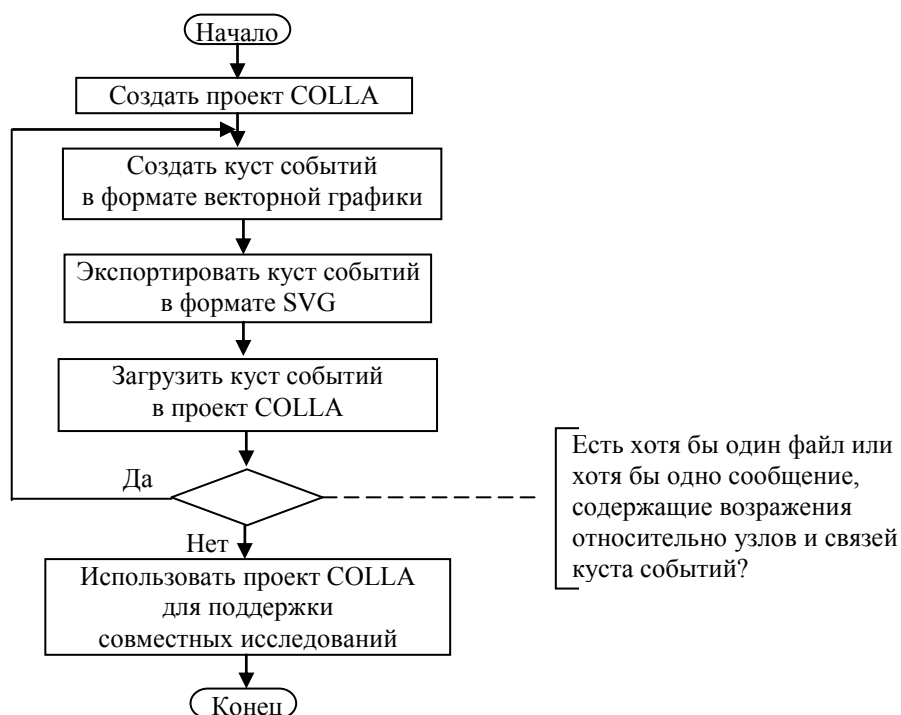 Начало
Создать проект COLLA
Создать куст событий
в формате векторной графики
Экспортировать куст событий
в формате SVG
Загрузить куст событий
в проект COLLA
Да
Есть хотя бы один файл или
хотя бы одно сообщение,
содержащие возражения
относительно узлов и связей
куста событий?
Нет
Использовать проект COLLA
для поддержки
совместных исследований
Конец